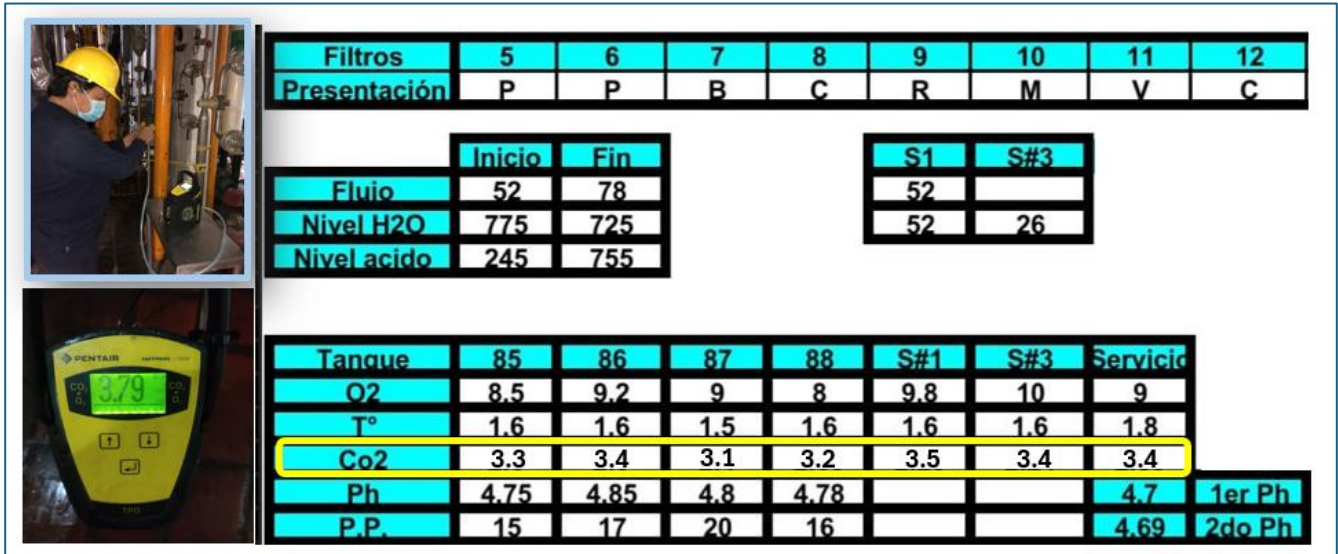 Filtros 5 6 7 8 9 10 11 12
Presentación P P B C R M V C
Inicio Fin S1 S#3
Flujo 52 78 52
Nivel H2O 775 725 52 26
Nivel acido 245 755
PENTAIR
CO₂ 3.79 CO₂
O₂ O₂
TPO
Tanque 85 86 87 88 S#1 S#3 Servicio
O2 8.5 9.2 9 8 9.8 10 9
T° 1.6 1.6 1.5 1.6 1.6 1.6 1.8
Co2 3.3 3.4 3.1 3.2 3.5 3.4 3.4
Ph 4.75 4.85 4.8 4.78 4.7 1er Ph
P.P. 15 17 20 16 4.69 2do Ph